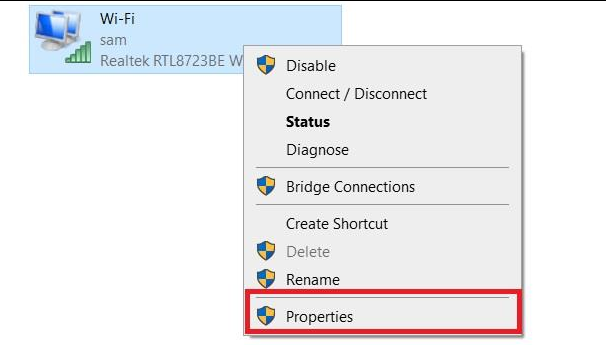 Wi-Fi
sam
Realtek RTL8723BE W
Disable
Connect / Disconnect
Status
Diagnose
Bridge Connections
Create Shortcut
Delete
Rename
Properties